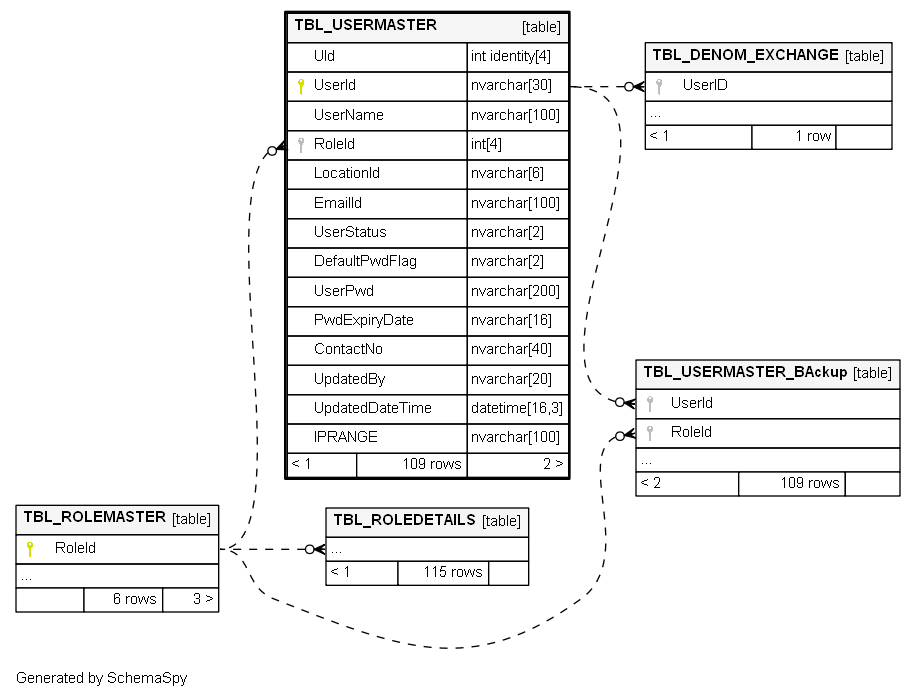 TBL_USERMASTER [table]
UId int identity[4]
UserId nvarchar[30]
UserName nvarchar[100]
RoleId int[4]
LocationId nvarchar[6]
EmailId nvarchar[100]
UserStatus nvarchar[2]
DefaultPwdFlag nvarchar[2]
UserPwd nvarchar[200]
PwdExpiryDate nvarchar[16]
ContactNo nvarchar[40]
UpdatedBy nvarchar[20]
UpdatedDateTime datetime[16,3]
IPRANGE nvarchar[100]
< 1 109 rows 2 >
TBL_DENOM_EXCHANGE [table]
UserID
...
< 1 1 row
TBL_USERMASTER_BAckup [table]
UserId
RoleId
...
< 2 109 rows
TBL_ROLEMASTER [table]
RoleId
...
6 rows 3 >
TBL_ROLEDETAILS [table]
...
< 1 115 rows
Generated by SchemaSpy